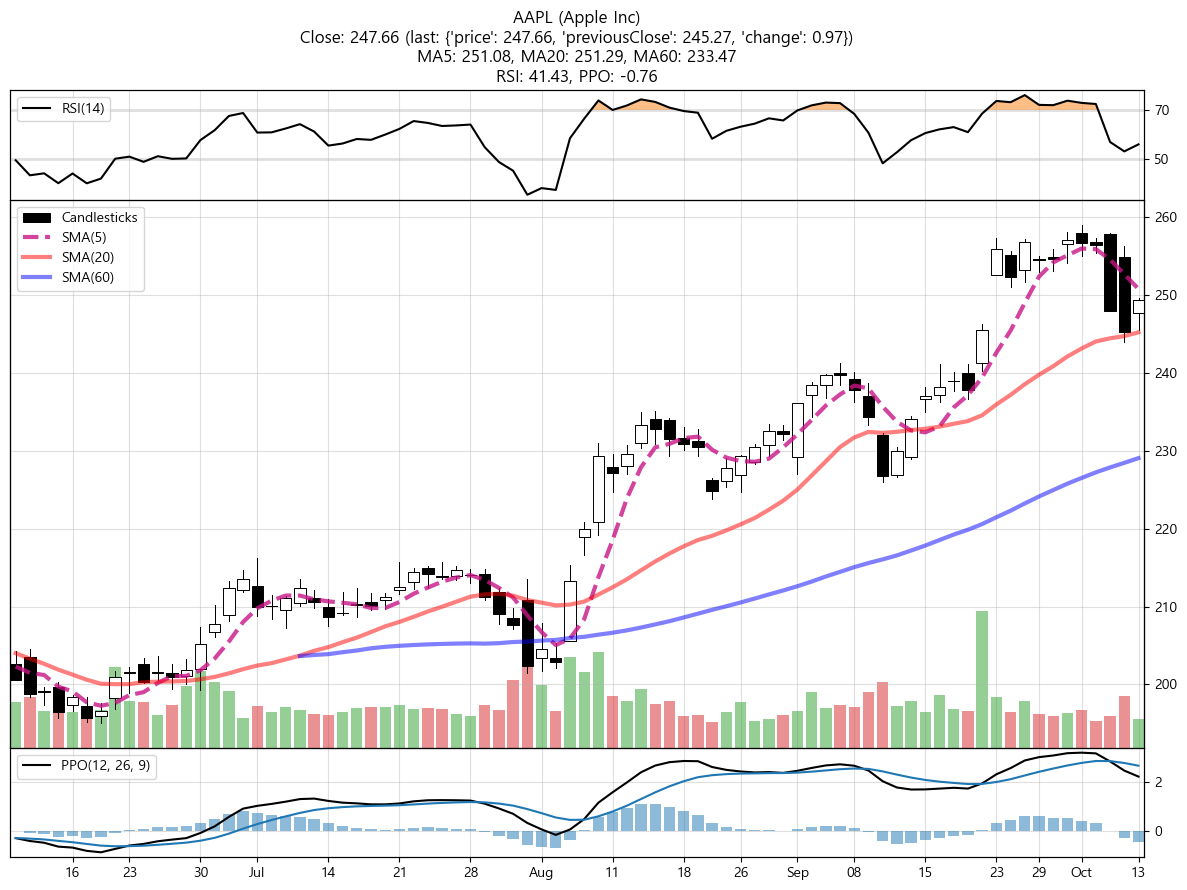 AAPL (Apple Inc)
Close: 247.66 (last: {'price': 247.66, 'previousClose': 245.27, 'change': 0.97})
MA5: 251.08, MA20: 251.29, MA60: 233.47
RSI: 41.43, PPO: -0.76
RSI(14)
70
50
Candlesticks
SMA(5)
SMA(20)
SMA(60)
260
250
240
230
220
210
200
PPO(12, 26, 9)
2
0
16 23 30 Jul 14 21 28 Aug 11 18 26 Sep 08 15 23 29 Oct 13